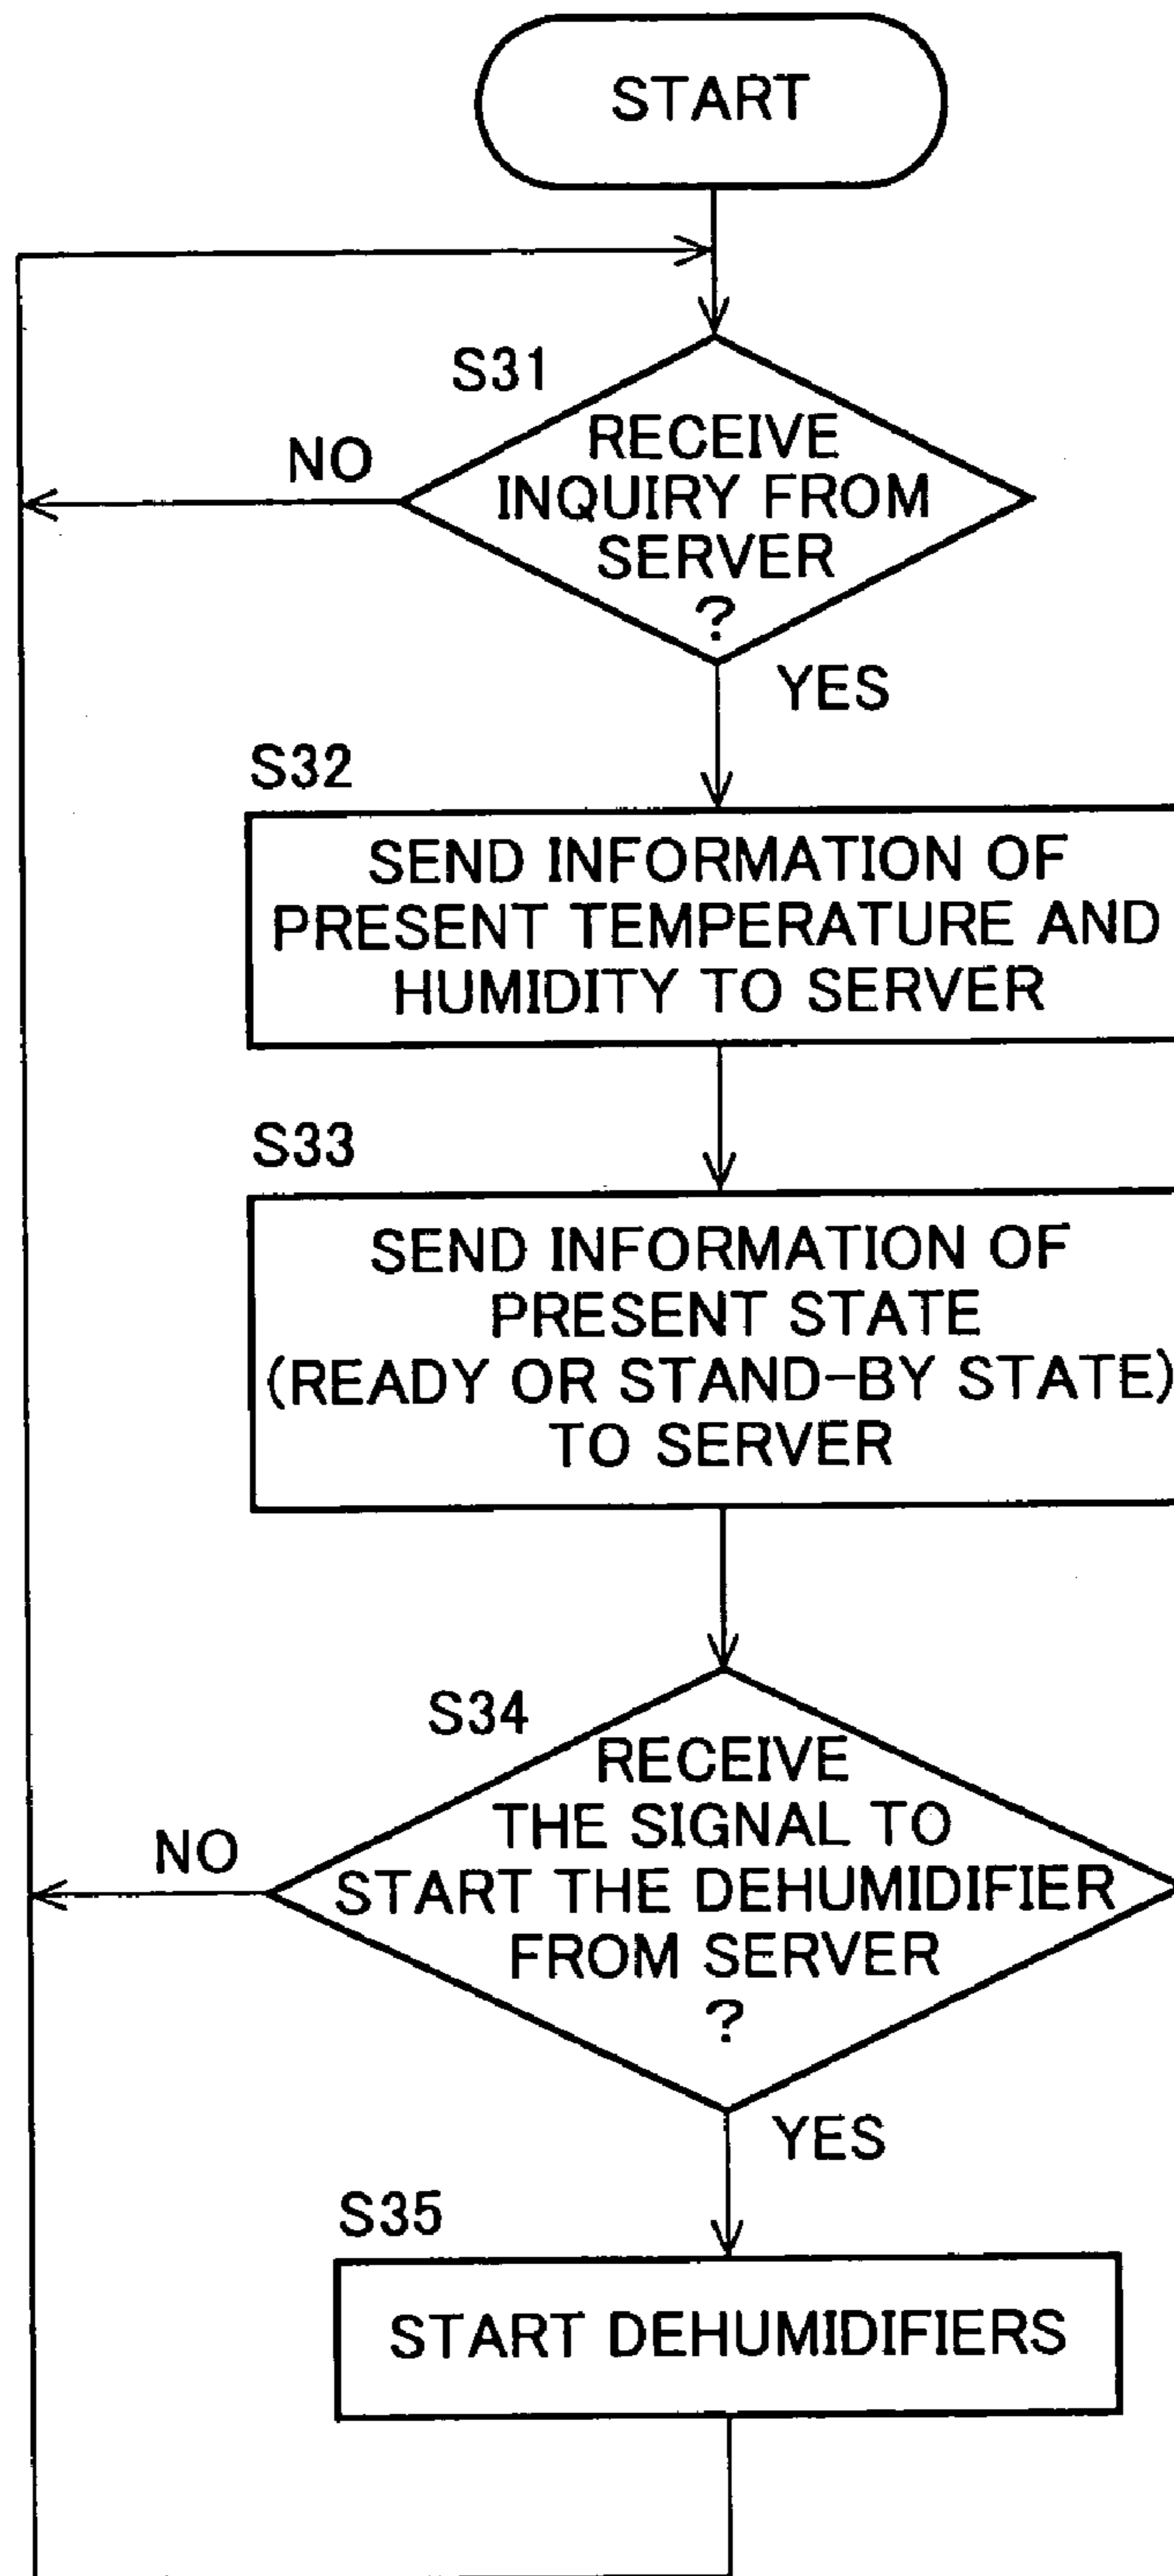 START
S31
RECEIVE
INQUIRY FROM
SERVER
?
NO
YES
S32
SEND INFORMATION OF
PRESENT TEMPERATURE AND
HUMIDITY TO SERVER
S33
SEND INFORMATION OF
PRESENT STATE
(READY OR STAND-BY STATE)
TO SERVER
S34
RECEIVE
THE SIGNAL TO
START THE DEHUMIDIFIER
FROM SERVER
?
NO
YES
S35
START DEHUMIDIFIERS